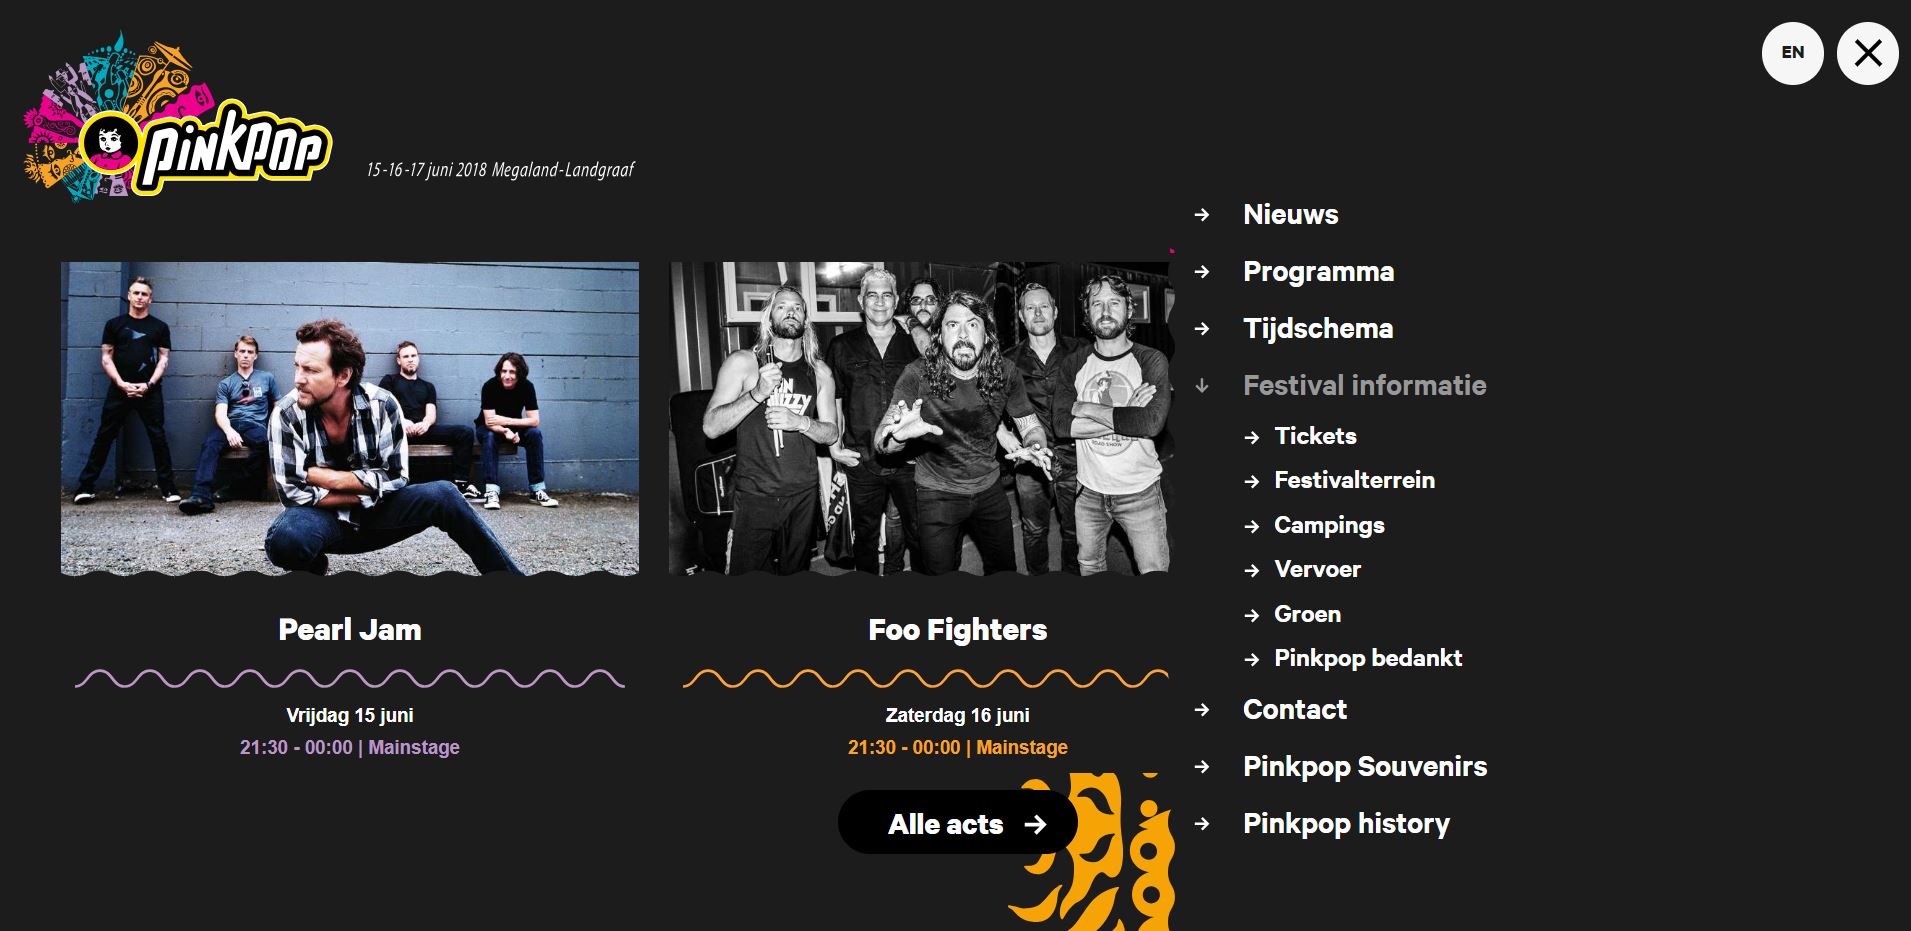 EN
pinkpop
15-16-17 juni 2018 Megaland-Landgraaf
Pearl Jam
Vrijdag 15 juni
21:30 - 00:00 | Mainstage
Foo Fighters
Zaterdag 16 juni
21:30 - 00:00 | Mainstage
Alle acts
Nieuws
Programma
Tijdschema
Festival informatie
Tickets
Festivalterrein
Campings
Vervoer
Groen
Pinkpop bedankt
Contact
Pinkpop Souvenirs
Pinkpop history